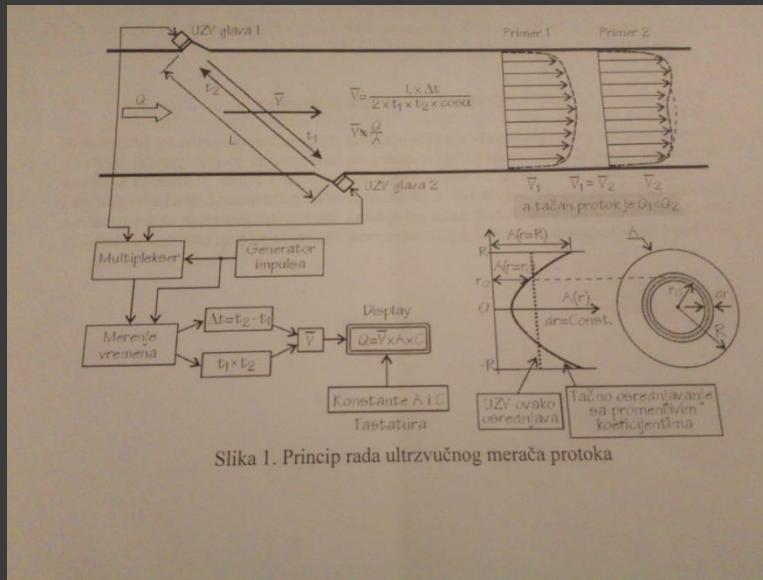 UZV glava 1
Primer 1
Primer 2
t₂
V̅
Q
L
t₁
V̅ = L × Δt / 2 × t₁ × t₂ × cosα
V̅ ≈ Q / A
UZV glava 2
V̅₁
V̅₁ = V̅₂
V̅₂
a tačan protok je Q₁<Q₂
Multiplekser
Generator
impulsa
Merenje
vremena
Δt=t₂-t₁
t₁×t₂
V̅
Display
Q=V̅×A×C
Konstante A i C
Tastatura
R
A(r=R)
A(r=r
r₀
O
A(r)
dr=Const.
-R
A
r₀
dr
R
UZV ovako
osrednjava
Tačno osrednjavanje
sa promenljivim
koeficijentima
Slika 1. Princip rada ultrzvučnog merača protoka